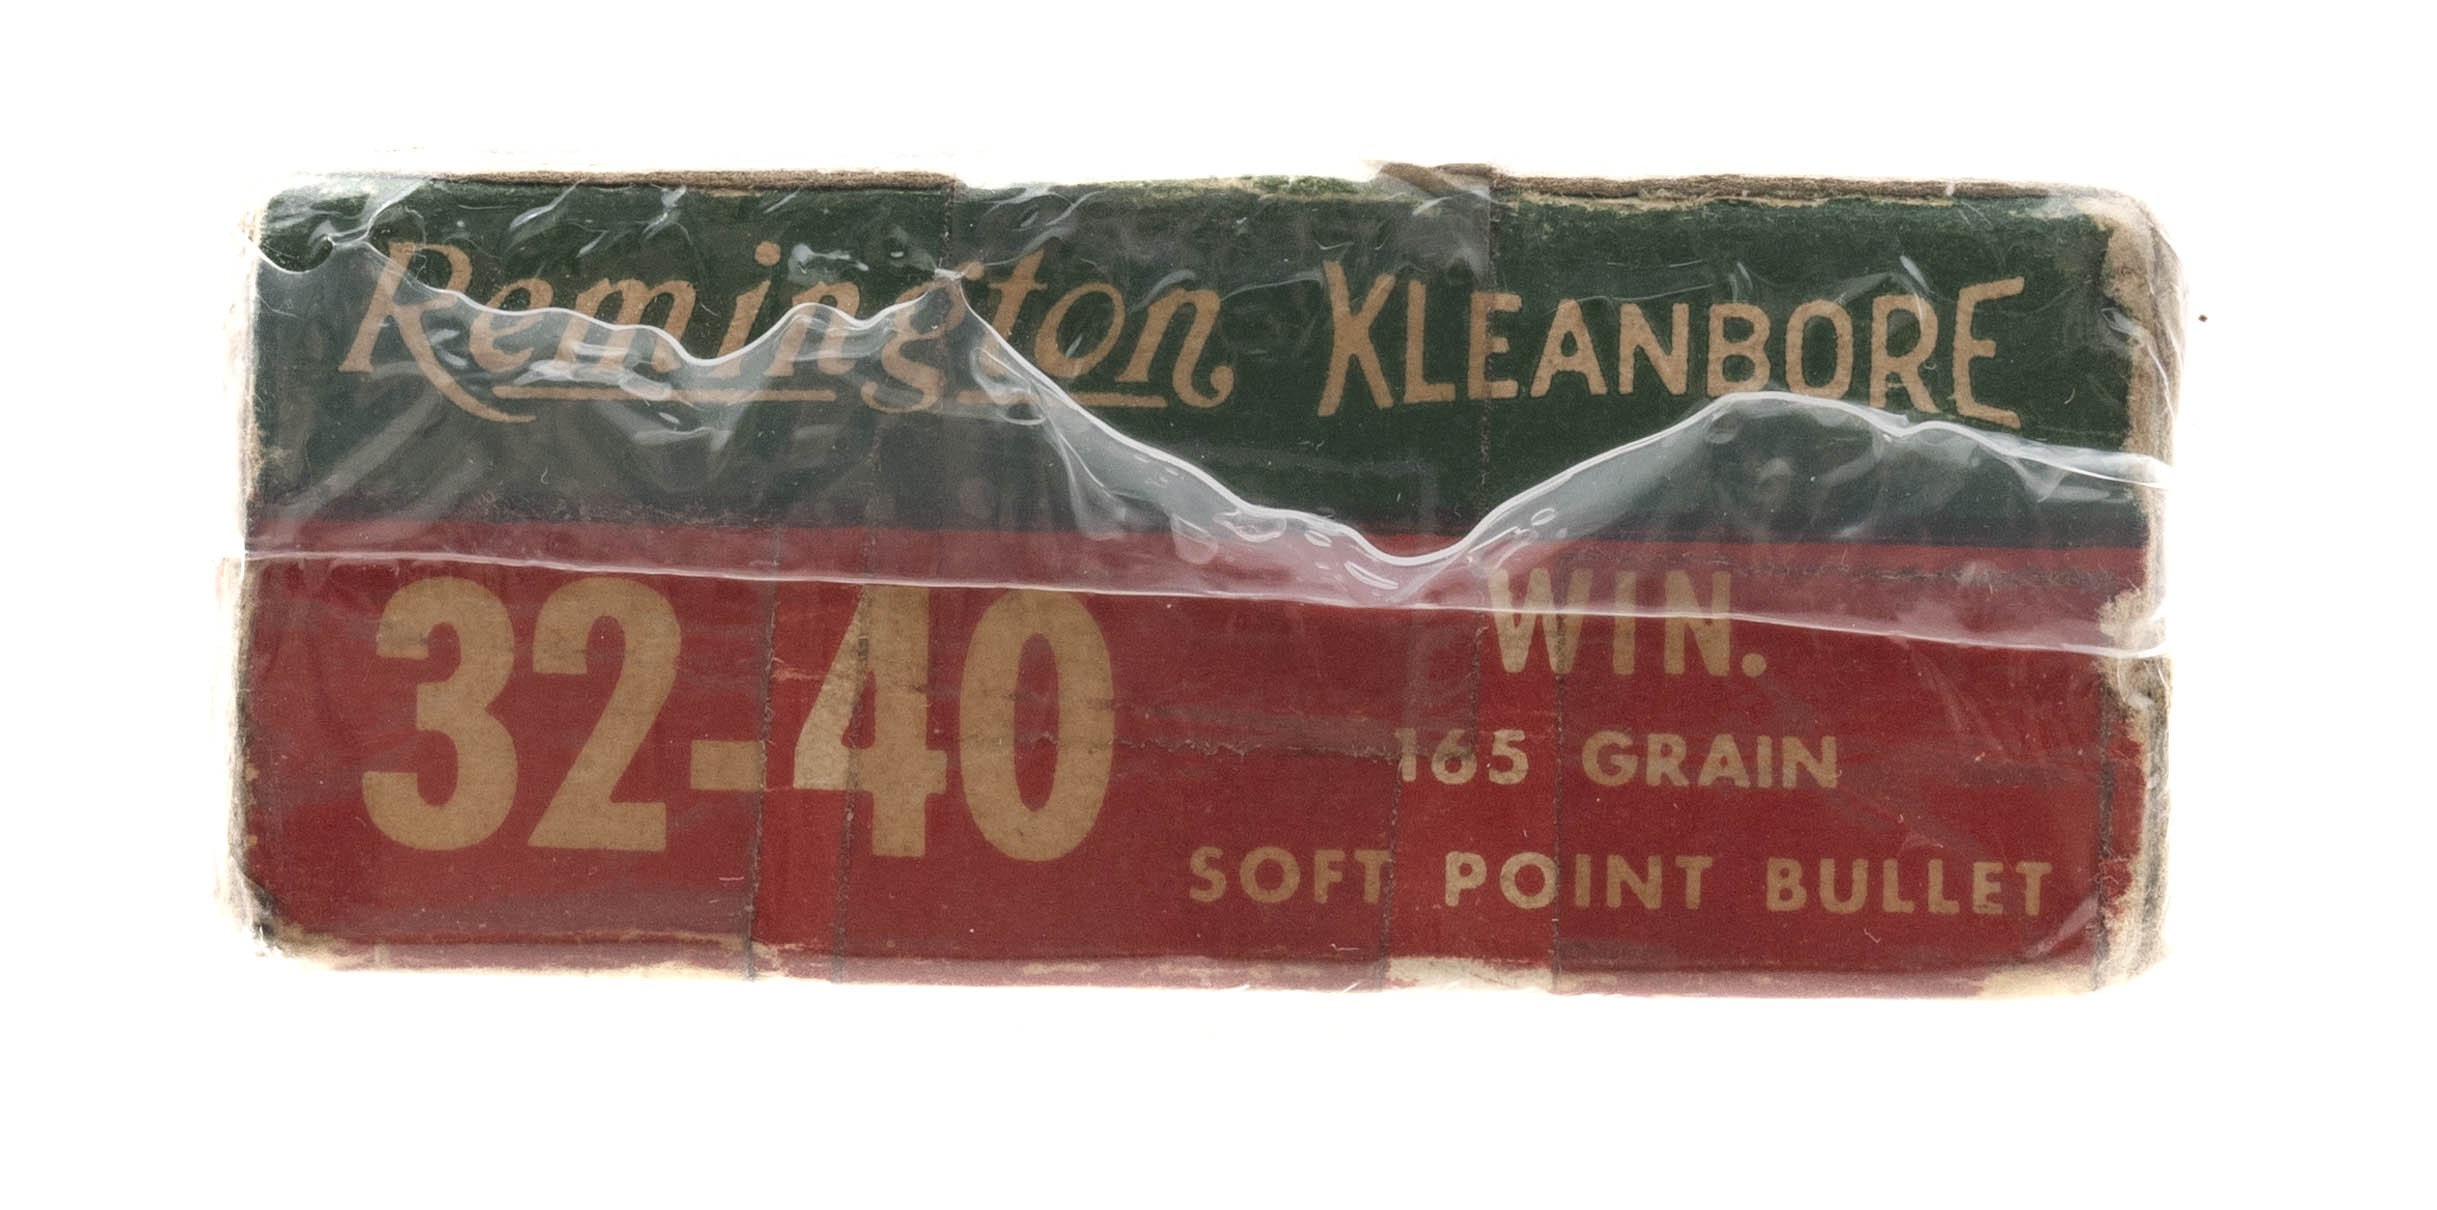 Remington KLEANBORE
32-40 WIN.
165 GRAIN
SOFT POINT BULLET